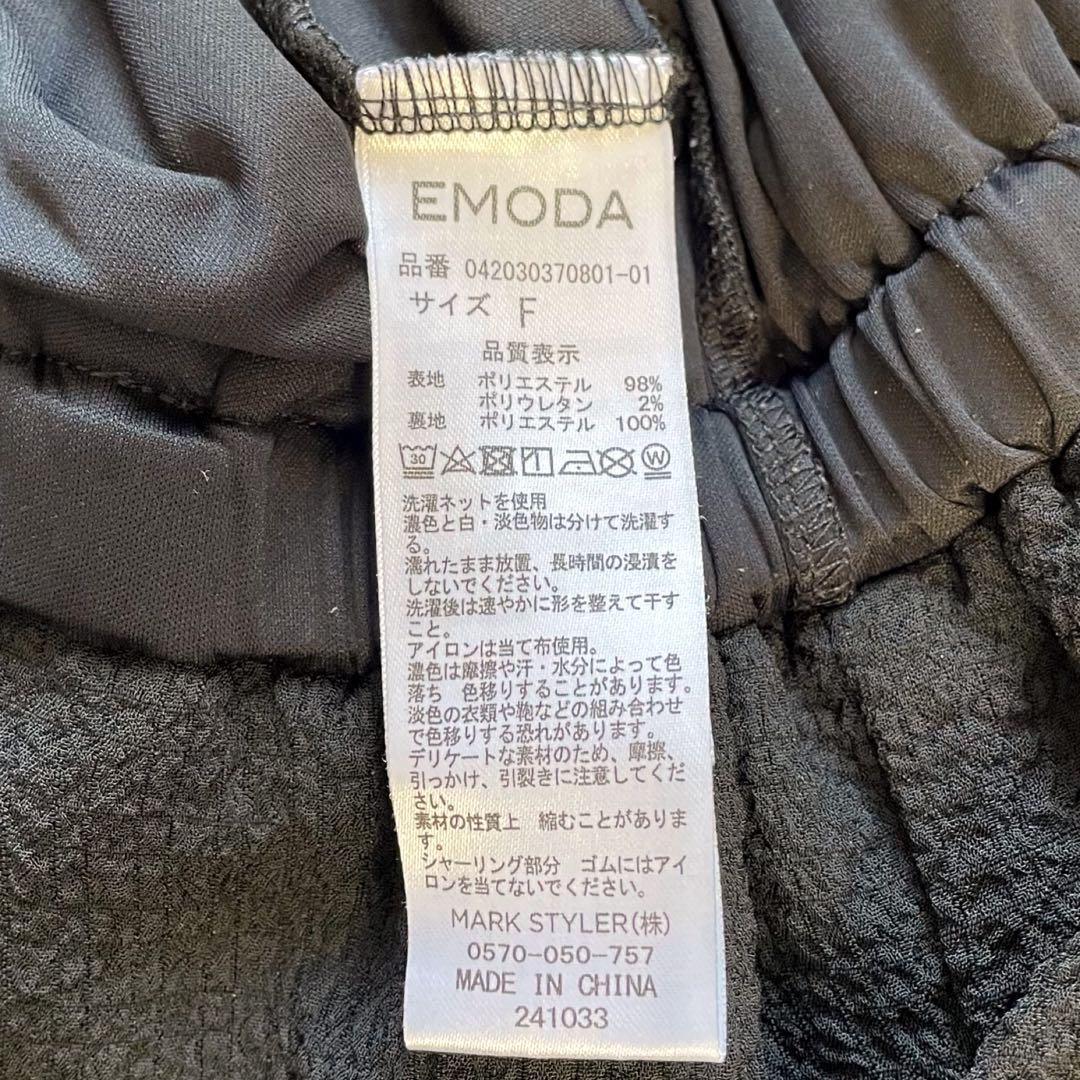 EMODA
品番 042030370801-01
サイズ F
品質表示
表地 ポリエステル 98%
ポリウレタン 2%
裏地 ポリエステル 100%
30
W
洗濯ネットを使用
濃色と白・淡色物は分けて洗濯す
る。
濡れたまま放置、長時間の浸漬を
しないでください。
洗濯後は速やかに形を整えて干す
こと。
アイロンは当て布使用。
濃色は摩擦や汗・水分によって色
落ち 色移りすることがあります。
淡色の衣類や鞄などの組み合わせ
で色移りする恐れがあります。
デリケートな素材のため、摩擦、
引っかけ、引裂きに注意してくだ
さい。
素材の性質上 縮むことがありま
す。
シャーリング部分 ゴムにはアイ
ロンを当てないでください。
MARK STYLER(株)
0570-050-757
MADE IN CHINA
241033